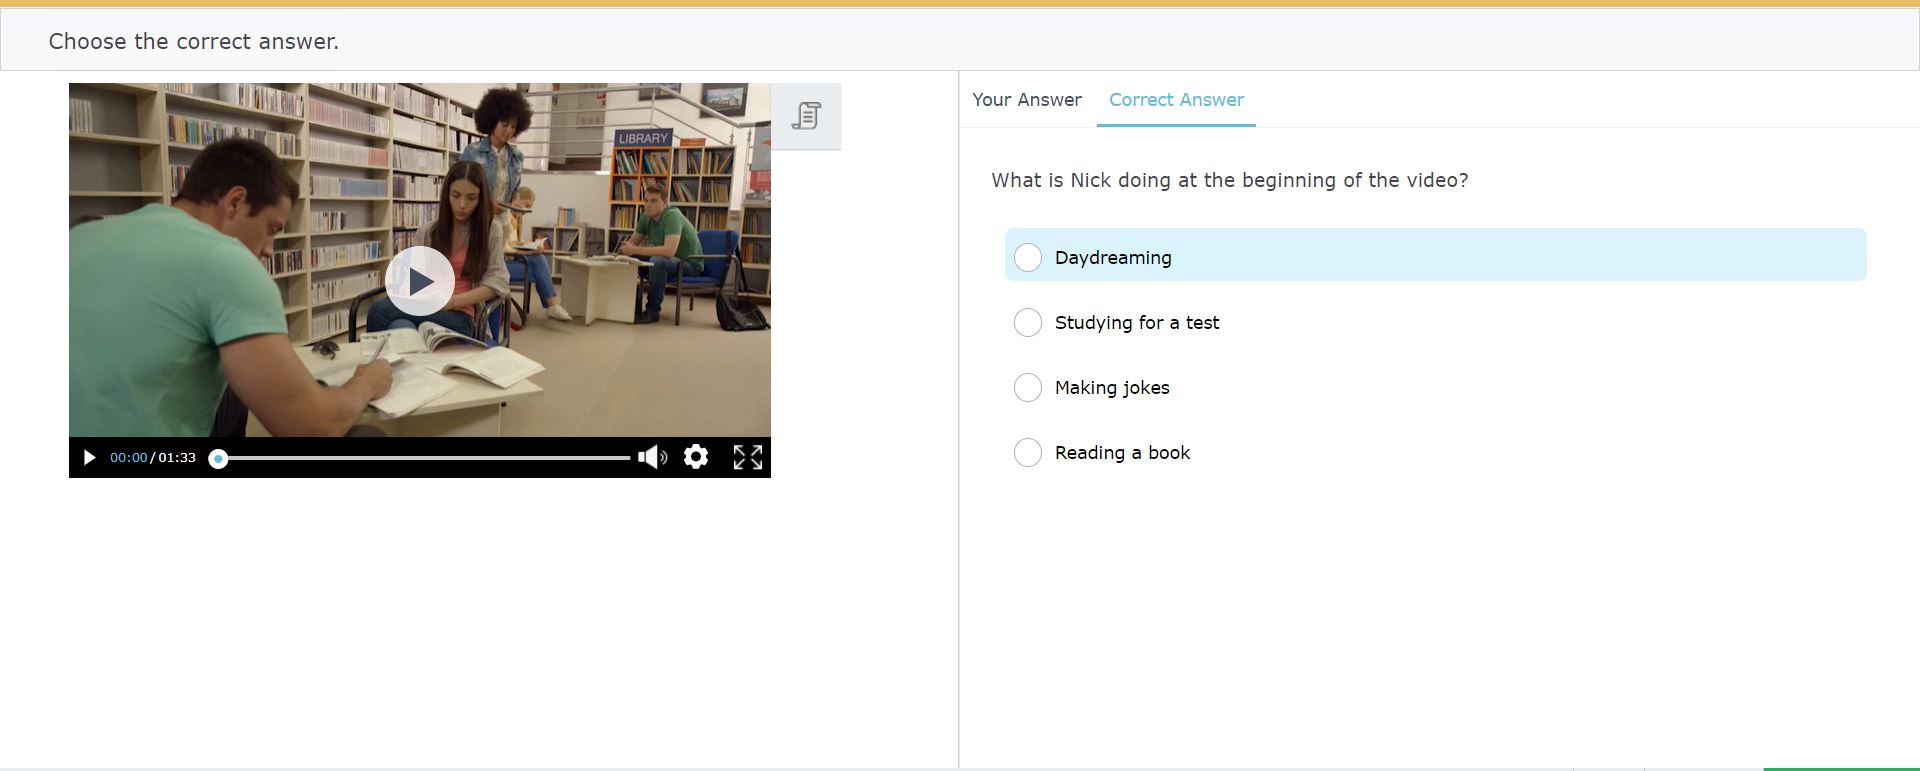 Choose the correct answer.
LIBRARY
00:00/01:33
Your Answer
Correct Answer
What is Nick doing at the beginning of the video?
Daydreaming
Studying for a test
Making jokes
Reading a book